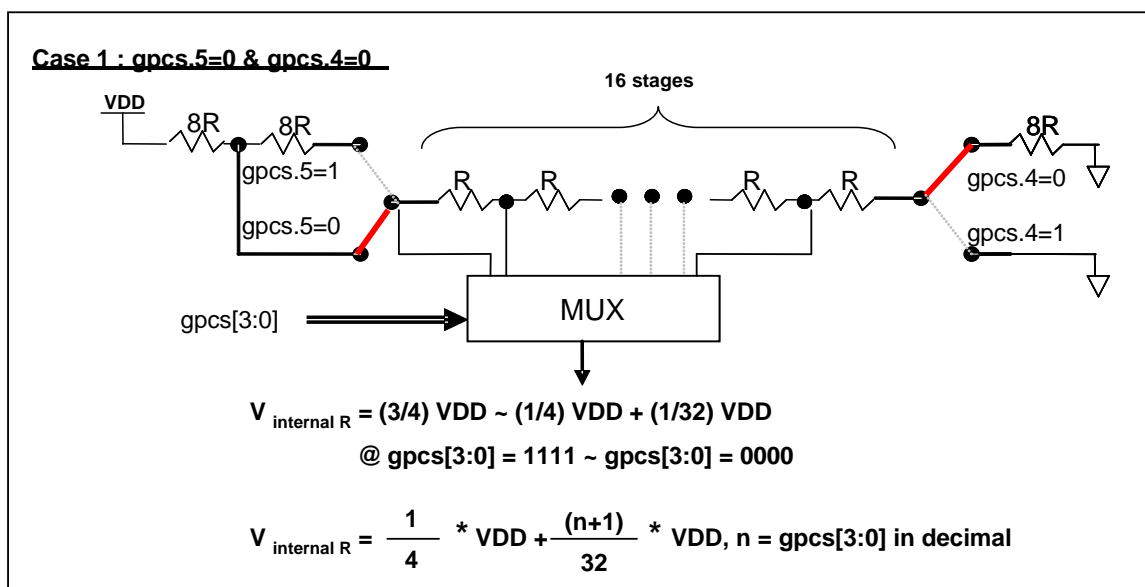 Case 1 : gpcs.5=0 & gpcs.4=0
16 stages
VDD
8R 8R 8R
gpcs.5=1
R R R R
gpcs.4=0
gpcs.5=0
gpcs.4=1
gpcs[3:0]
MUX
V internal R = (3/4) VDD ~ (1/4) VDD + (1/32) VDD
@ gpcs[3:0] = 1111 ~ gpcs[3:0] = 0000
V internal R = 1/4 * VDD + (n+1)/32 * VDD, n = gpcs[3:0] in decimal